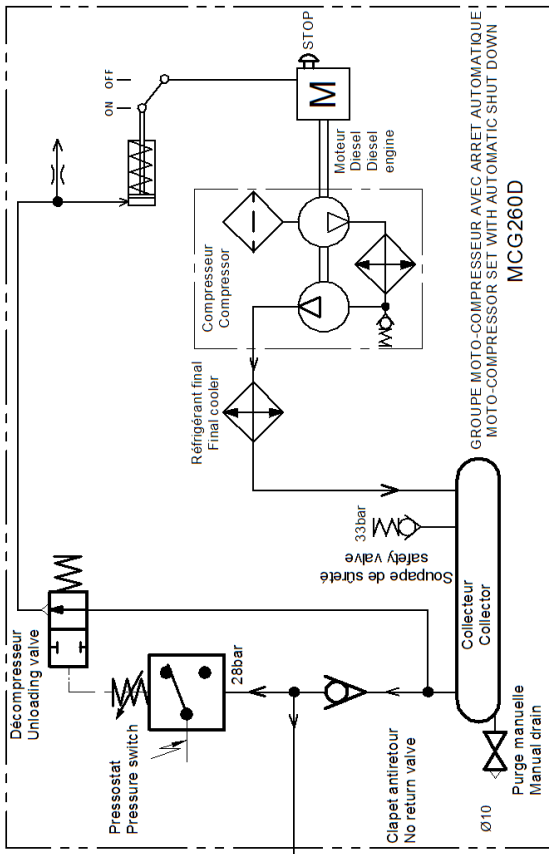 GROUPE MOTO-COMPRESSEUR AVEC ARRET AUTOMATIQUE
MOTO-COMPRESSOR SET WITH AUTOMATIC SHUT DOWN
MCG260D
ON
OFF
STOP
M
Moteur
Diesel
Diesel
engine
Compresseur
Compressor
Réfrigérant final
Final cooler
33bar
Soupape de sûreté
safety valve
Collecteur
Collector
Décompresseur
Unloading valve
Pressostat
Pressure switch
28bar
Clapet antiretour
No return valve
Ø10
Purge manuelle
Manual drain